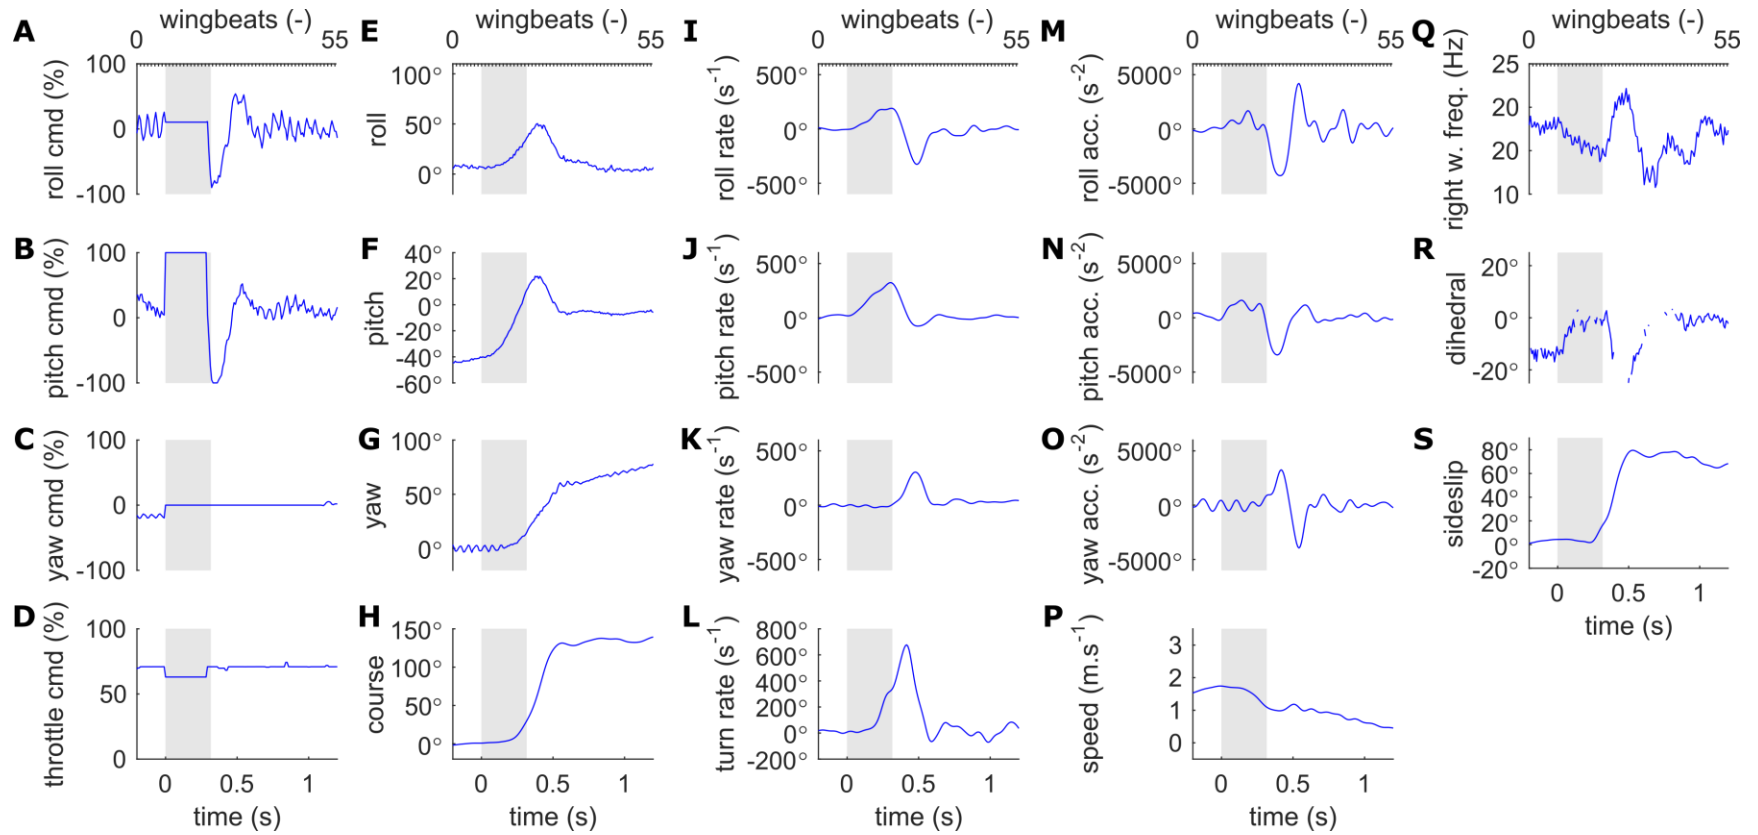 A
wingbeats (-)
0 55
roll cmd (%)
100
0
-100
E
wingbeats (-)
0 55
roll
100°
50°
0°
I
wingbeats (-)
0 55
roll rate (s-1)
500°
0°
-500°
M
wingbeats (-)
0 55
roll acc. (s-2)
5000°
0°
-5000°
Q
wingbeats (-)
0 55
right w. freq. (Hz)
25
20
20
10
B
pitch cmd (%)
100
0
-100
F
pitch
40°
20°
0°
-20°
-40°
-60°
J
pitch rate (s-1)
500°
0°
-500°
N
pitch acc. (s-2)
5000°
0°
-5000°
R
dihedral
20°
0°
-20°
C
yaw cmd (%)
100
0
-100
G
yaw
100°
50°
0°
K
yaw rate (s-1)
500°
0°
-500°
O
yaw acc. (s-2)
5000°
0°
-5000°
S
sideslip
80°
60°
40°
20°
0°
-20°
0 0.5 1
time (s)
D
throttle cmd (%)
100
50
0
0 0.5 1
time (s)
H
course
150°
100°
50°
0°
0 0.5 1
time (s)
L
turn rate (s-1)
800°
600°
400°
200°
0°
-200°
0 0.5 1
time (s)
P
speed (m.s-1)
3
2
1
0
0 0.5 1
time (s)